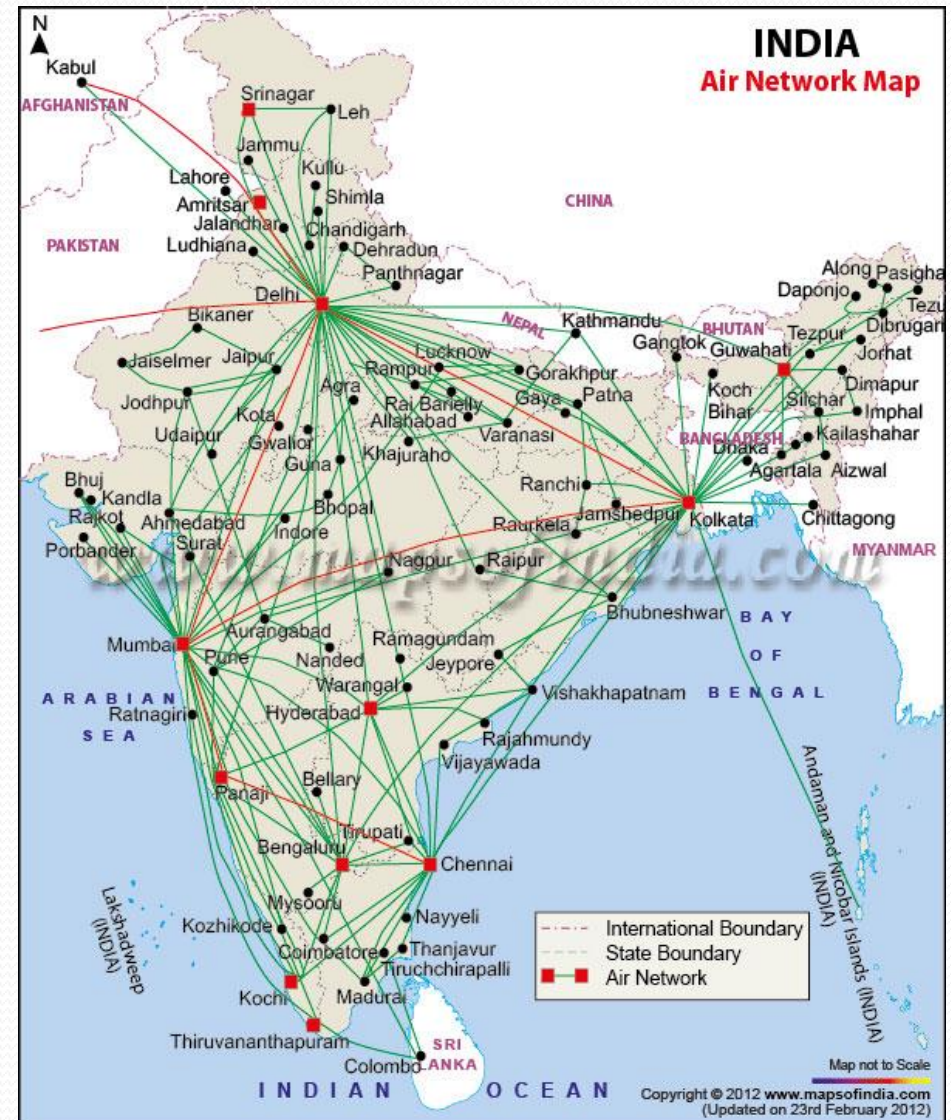 N
INDIA
Air Network Map
Kabul
AFGHANISTAN
Srinagar
Leh
Jammu
Kullu
Lahore
Shimla
Amritsar
CHINA
Jalandhar
Chandigarh
PAKISTAN
Ludhiana
Dehradun
Panthnagar
Delhi
Along
Pasigha
Daponjo
Tezu
Bikaner
NEPAL
Kathmandu
BHUTAN
Tezpur
Dibrugarh
Gangtok
Guwahati
Jorhat
Jaiselmer
Jaipur
Lucknow
Rampur
Gorakhpur
Agra
Koch
Bihar
Dimapur
Jodhpur
Rai Barielly
Gaya
Patna
Silchar
Imphal
Kota
Allahabad
Varanasi
Udaipur
Gwalior
BANGLADESH
Kailashahar
Guna
Khajuraho
Dhaka
Agartala
Aizwal
Bhuj
Kandla
Ranchi
Bhopal
Rajkot
Ahmedabad
Indore
Jamshedpur
Kolkata
Chittagong
Porbander
Surat
Raurkela
www.mapsofindia.com
MYANMAR
Nagpur
Raipur
Bhubneshwar
BAY
OF
BENGAL
Mumbai
Aurangabad
Ramagundam
Pune
Nanded
Jeypore
Warangal
ARABIAN
SEA
Ratnagiri
Hyderabad
Vishakhapatnam
Rajahmundy
Vijayawada
Panaji
Bellary
Tirupati
Bengaluru
Chennai
Andaman and Nicobar Islands (INDIA)
(INDIA)
Mysooru
Lakshadweep
(INDIA)
Kozhikode
Nayyeli
Coimbatore
Thanjavur
Tiruchchirapalli
Kochi
Madurai
Thiruvananthapuram
Colombo
SRI
LANKA
International Boundary
State Boundary
Air Network
INDIAN OCEAN
Map not to Scale
Copyright © 2012 www.mapsofindia.com
(Updated on 23rd February 2012)